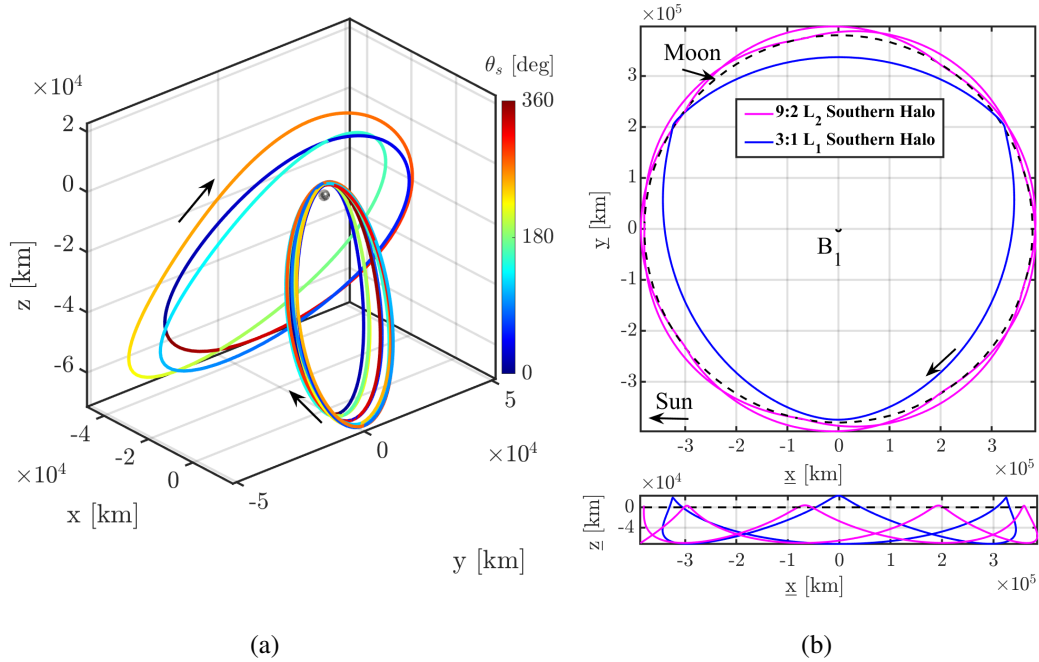 ×10⁴
θₛ [deg]
360
180
0
2
0
-2
-4
-6
z [km]
-4
-2
0
×10⁴
x [km]
-5
0
5
×10⁴
y [km]
(a)
×10⁵
Moon
9:2 L₂ Southern Halo
3:1 L₁ Southern Halo
B₁
Sun
3
2
1
0
-1
-2
-3
y [km]
-3
-2
-1
0
1
2
3
x [km]
×10⁵
×10⁴
0
-4
z [km]
-3
-2
-1
0
1
2
3
x [km]
×10⁵
(b)